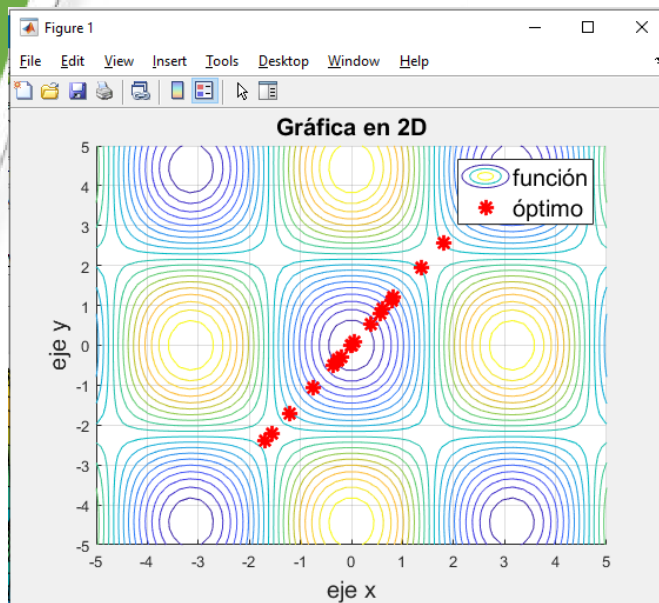 Figure 1
File Edit View Insert Tools Desktop Window Help
Gráfica en 2D
función
óptimo
5
4
3
2
1
0
-1
-2
-3
-4
-5
eje y
-5 -4 -3 -2 -1 0 1 2 3 4 5
eje x